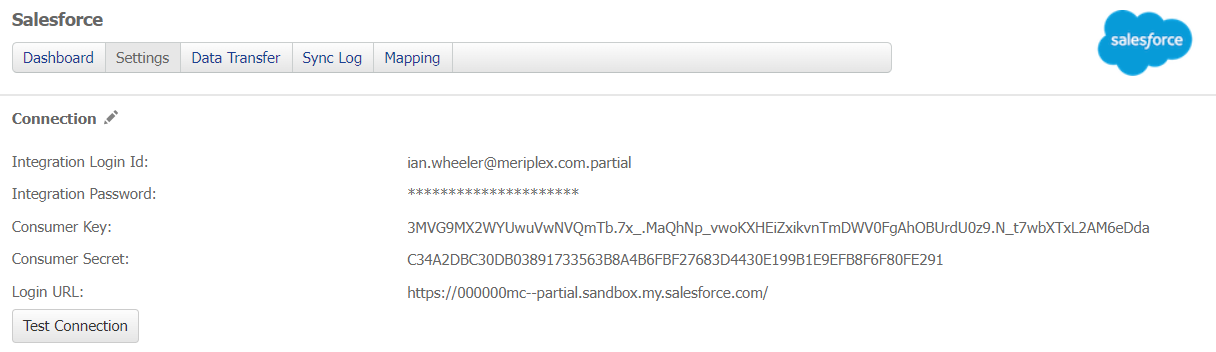 Salesforce
salesforce
Dashboard Settings Data Transfer Sync Log Mapping
Connection
Integration Login Id: ian.wheeler@meriplex.com.partial
Integration Password: *********************
Consumer Key: 3MVG9MX2WYUwuVwNVQmTb.7x_.MaQhNp_vwoKXHEiZxikvnTmDWV0FgAhOBUrdU0z9.N_t7wbXTxL2AM6eDda
Consumer Secret: C34A2DBC30DB03891733563B8A4B6FBF27683D4430E199B1E9EFB8F6F80FE291
Login URL: https://000000mc--partial.sandbox.my.salesforce.com/
Test Connection